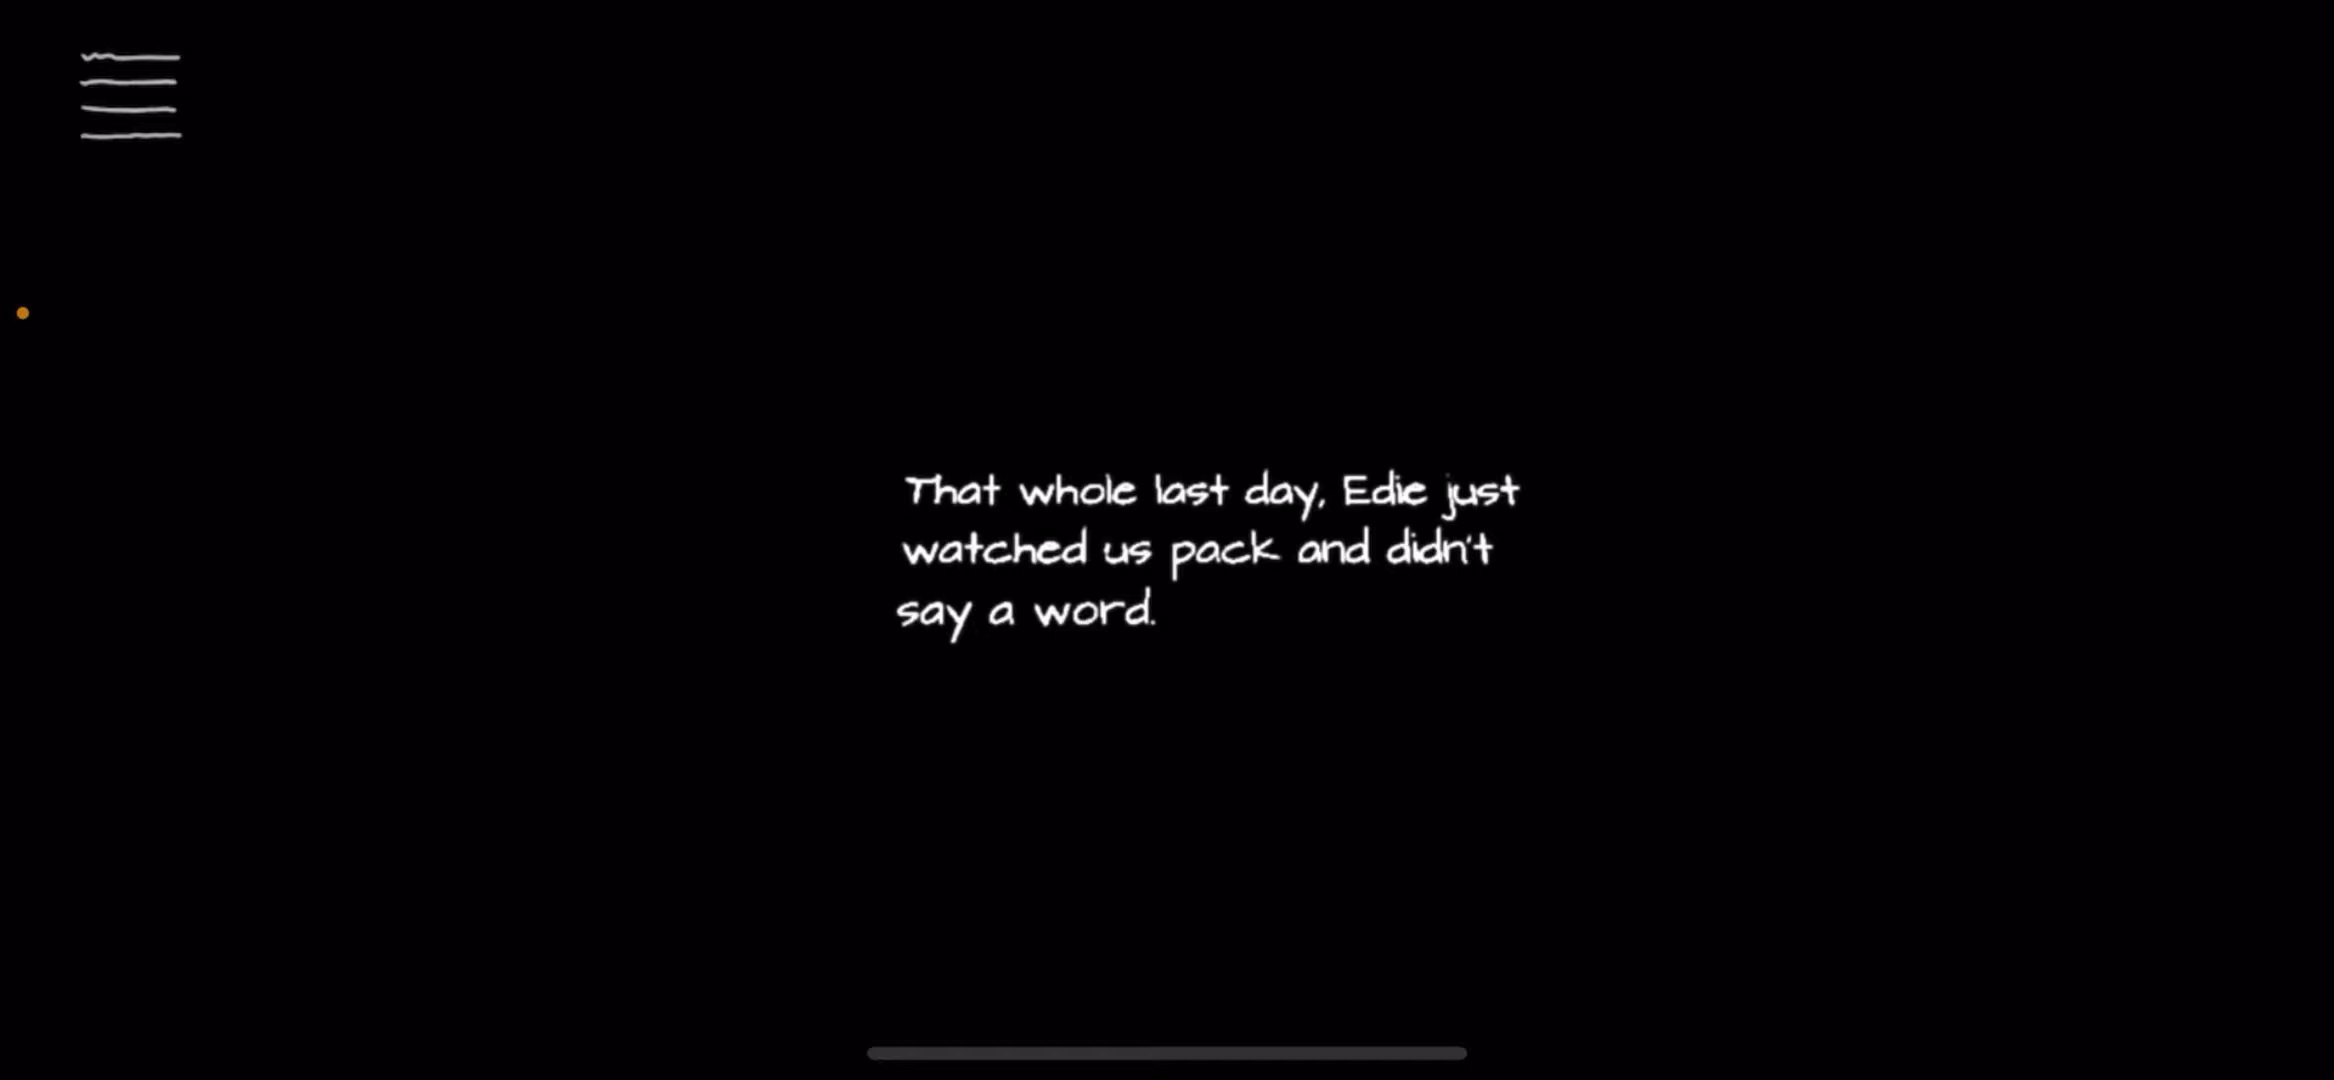 That whole last day, Edie just
watched us pack and didn't
say a word.